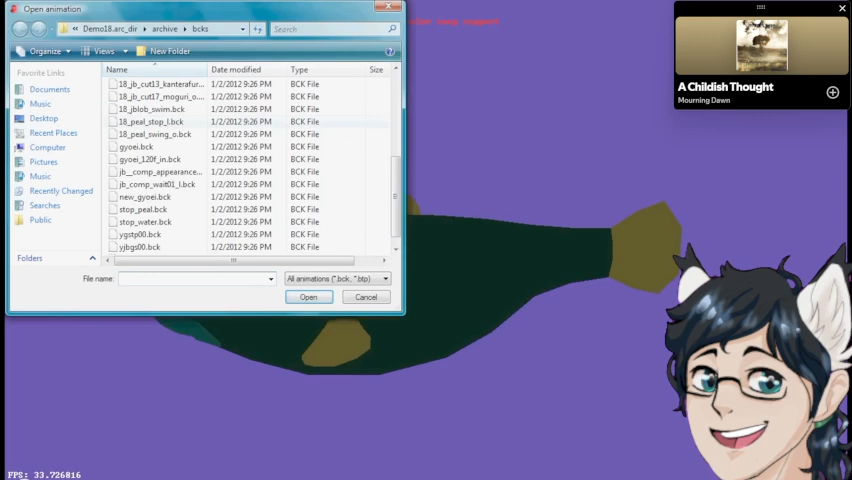 Open animation
Demo18.arc_dir
archive
bcks
Search
Organize
Views
New Folder
Favorite Links
Documents
Music
Desktop
Recent Places
Computer
Pictures
Music
Recently Changed
Searches
Public
Folders
Name
Date modified
Type
Size
18_jb_cut13_kanterafur...
1/2/2012 9:26 PM
BCK File
18_jb_cut17_moguri_o....
1/2/2012 9:26 PM
BCK File
18_jblob_swim.bck
1/2/2012 9:26 PM
BCK File
18_peal_stop_l.bck
1/2/2012 9:26 PM
BCK File
18_peal_swing_o.bck
1/2/2012 9:26 PM
BCK File
gyoei.bck
1/2/2012 9:26 PM
BCK File
gyoei_120f_in.bck
1/2/2012 9:26 PM
BCK File
jb__comp_appearance...
1/2/2012 9:26 PM
BCK File
jb_comp_wait01_l.bck
1/2/2012 9:26 PM
BCK File
new_gyoei.bck
1/2/2012 9:26 PM
BCK File
stop_peal.bck
1/2/2012 9:26 PM
BCK File
stop_water.bck
1/2/2012 9:26 PM
BCK File
ygstp00.bck
1/2/2012 9:26 PM
BCK File
yjbgs00.bck
1/2/2012 9:26 PM
BCK File
File name:
All animations (*.bck, *.btp)
Open
Cancel
A Childish Thought
Mourning Dawn
FPS: 33.726816